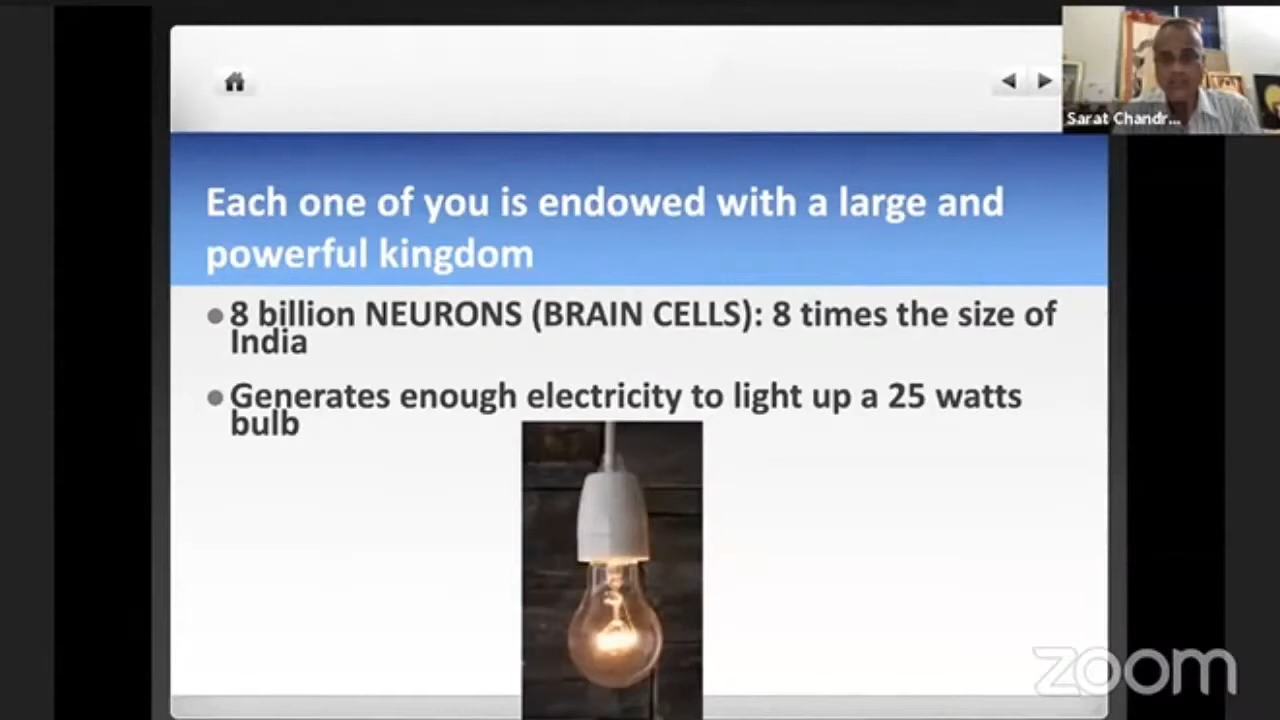 Sarat Chandr...
Each one of you is endowed with a large and
powerful kingdom
8 billion NEURONS (BRAIN CELLS): 8 times the size of
India
Generates enough electricity to light up a 25 watts
bulb
zoom